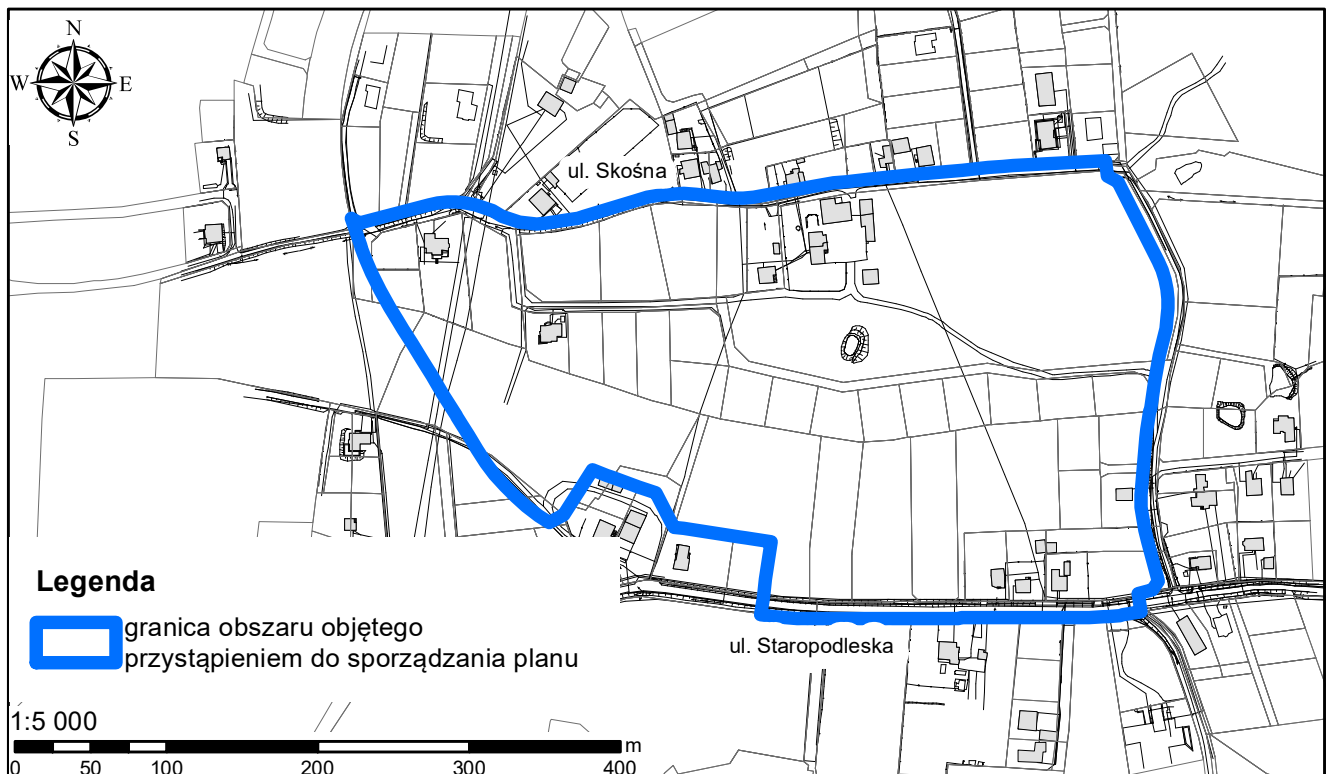 N
W
E
S
ul. Skośna
ul. Staropodleska
Legenda
granica obszaru objętego
przystąpieniem do sporządzania planu
1:5 000
m
0 50 100 200 300 400